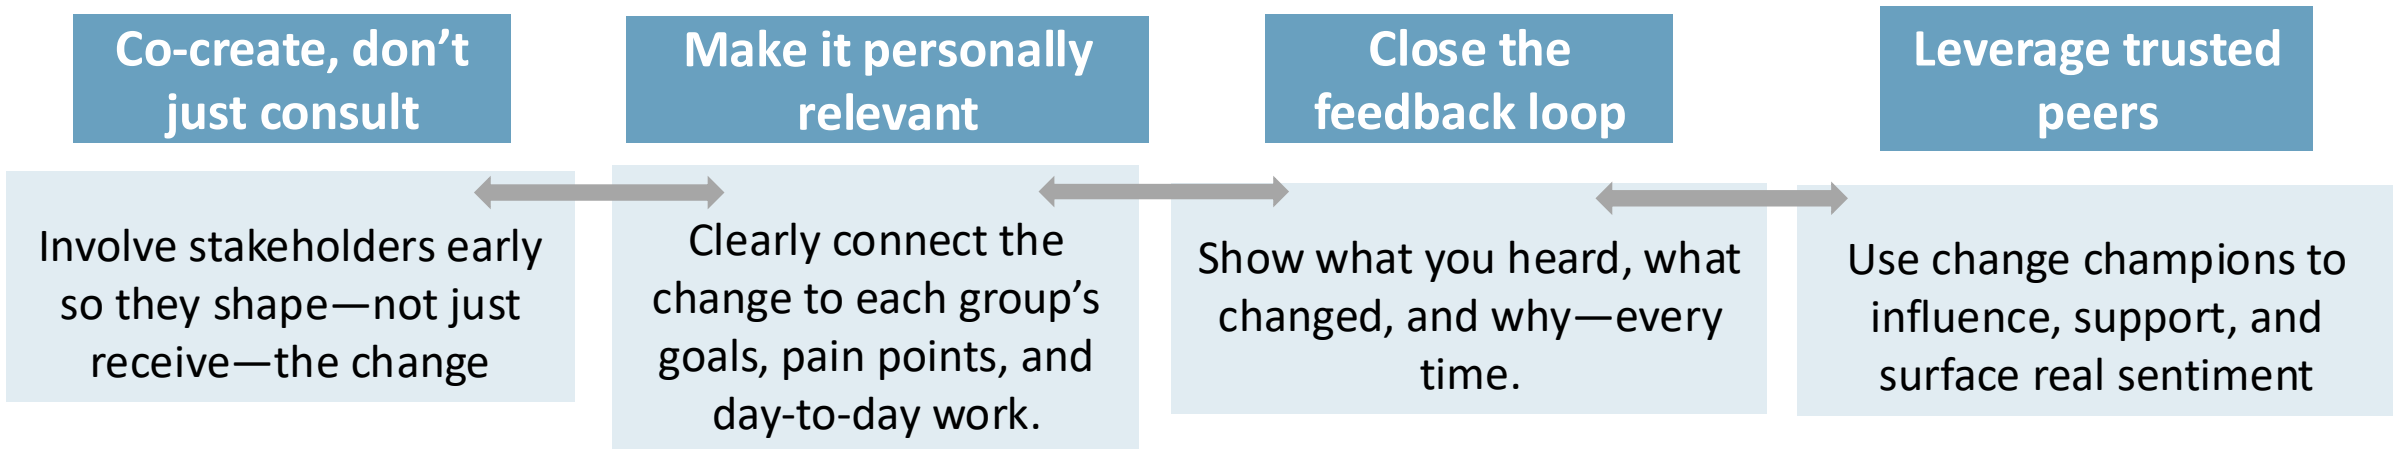 Co-create, don’t
just consult
Involve stakeholders early
so they shape—not just
receive—the change
Make it personally
relevant
Clearly connect the
change to each group’s
goals, pain points, and
day-to-day work.
Close the
feedback loop
Show what you heard, what
changed, and why—every
time.
Leverage trusted
peers
Use change champions to
influence, support, and
surface real sentiment